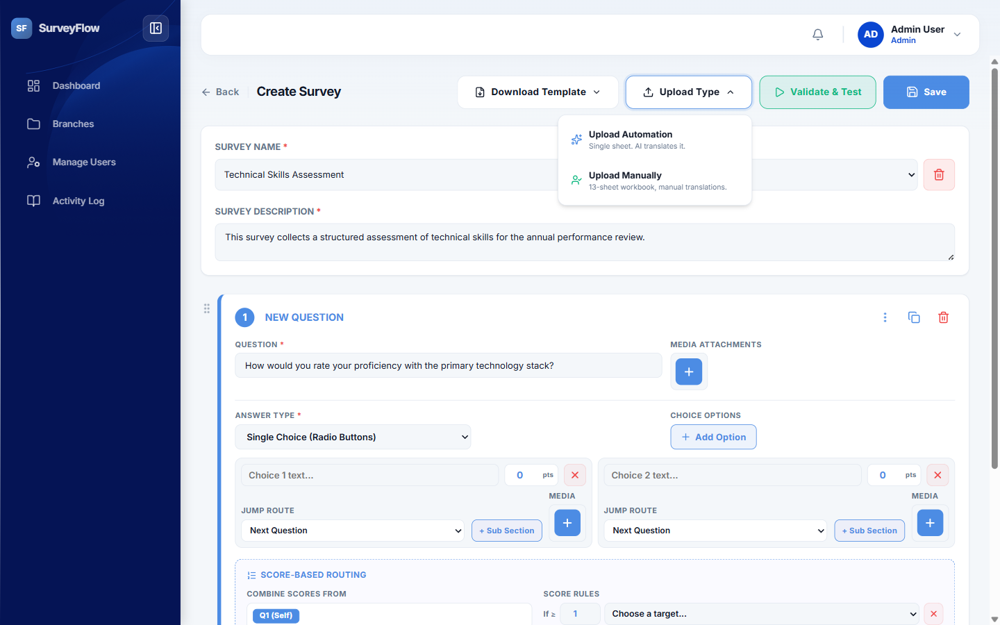 SF SurveyFlow
Dashboard
Branches
Manage Users
Activity Log
AD Admin User
Admin
Back Create Survey
Download Template
Upload Type
Validate & Test
Save
Upload Automation
Single sheet. AI translates it.
Upload Manually
13-sheet workbook, manual translations.
SURVEY NAME *
Technical Skills Assessment
SURVEY DESCRIPTION *
This survey collects a structured assessment of technical skills for the annual performance review.
1 NEW QUESTION
QUESTION *
How would you rate your proficiency with the primary technology stack?
MEDIA ATTACHMENTS
ANSWER TYPE *
Single Choice (Radio Buttons)
CHOICE OPTIONS
+ Add Option
Choice 1 text... 0 pts
MEDIA
JUMP ROUTE
Next Question + Sub Section
Choice 2 text... 0 pts
MEDIA
JUMP ROUTE
Next Question + Sub Section
SCORE-BASED ROUTING
COMBINE SCORES FROM
Q1 (Self)
SCORE RULES
If ≥ 1 Choose a target...